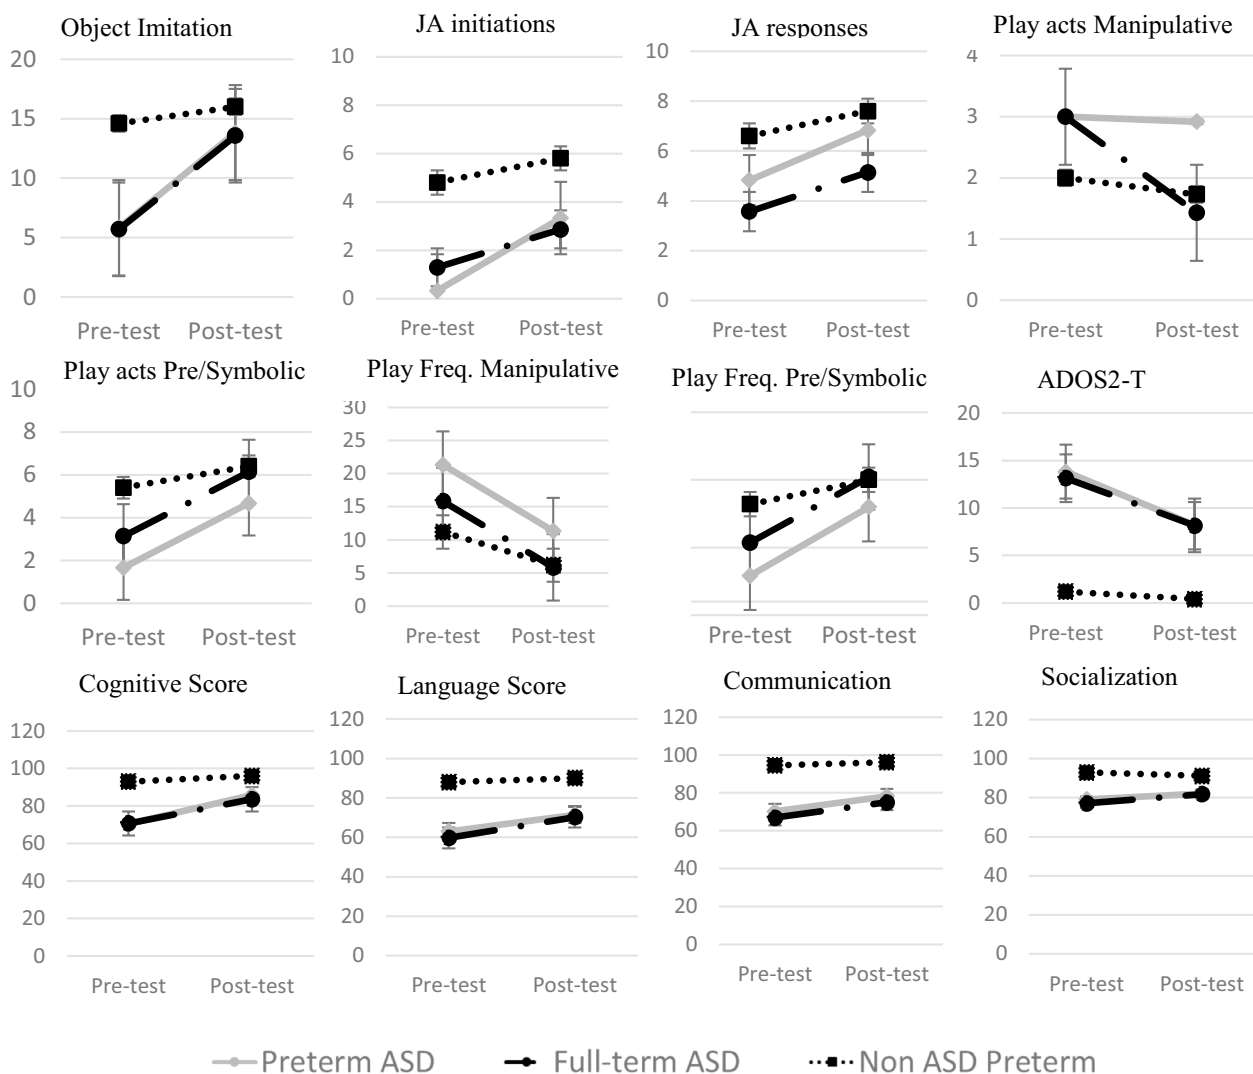 Object Imitation
20
15
10
5
0
Pre-test Post-test
JA initiations
10
8
6
4
2
0
Pre-test Post-test
JA responses
10
8
6
4
2
0
Pre-test Post-test
Play acts Manipulative
4
3
2
1
0
Pre-test Post-test
Play acts Pre/Symbolic
10
8
6
4
2
0
Pre-test Post-test
Play Freq. Manipulative
30
25
20
15
10
5
0
Pre-test Post-test
Play Freq. Pre/Symbolic
Pre-test Post-test
ADOS2-T
20
15
10
5
0
Pre-test Post-test
Cognitive Score
120
100
80
60
40
20
0
Pre-test Post-test
Language Score
120
100
80
60
40
20
0
Pre-test Post-test
Communication
120
100
80
60
40
20
0
Pre-test Post-test
Socialization
120
100
80
60
40
20
0
Pre-test Post-test
Preterm ASD Full-term ASD Non ASD Preterm